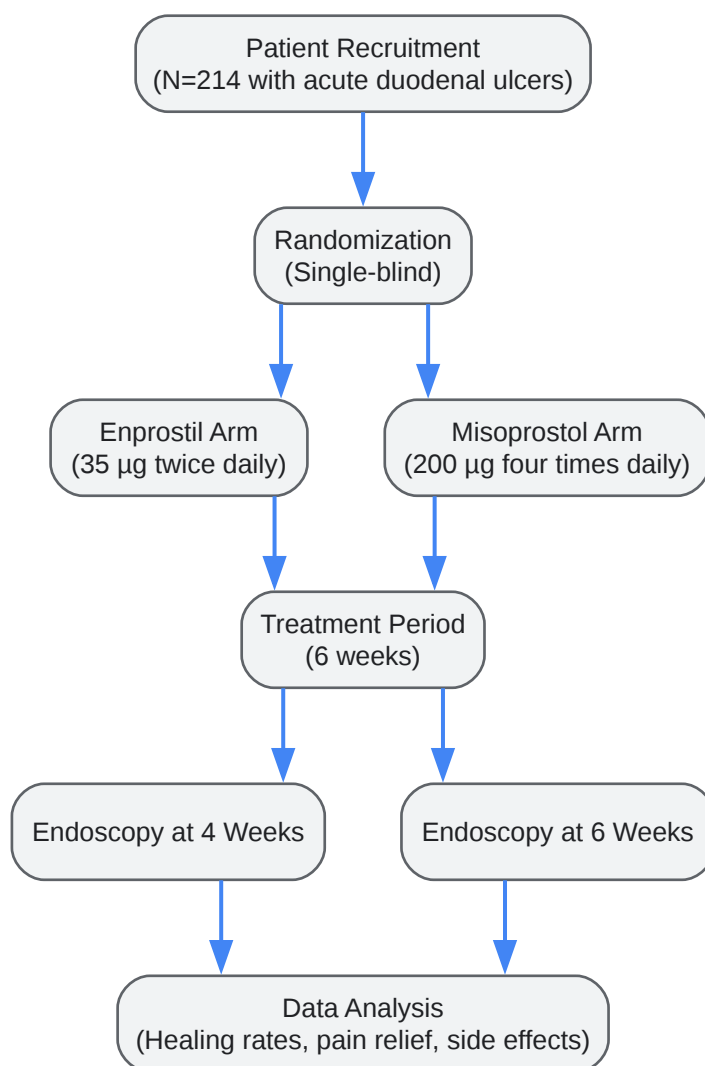 Patient Recruitment
(N=214 with acute duodenal ulcers)
Randomization
(Single-blind)
Enprostil Arm
(35 µg twice daily)
Misoprostol Arm
(200 µg four times daily)
Treatment Period
(6 weeks)
Endoscopy at 4 Weeks
Endoscopy at 6 Weeks
Data Analysis
(Healing rates, pain relief, side effects)